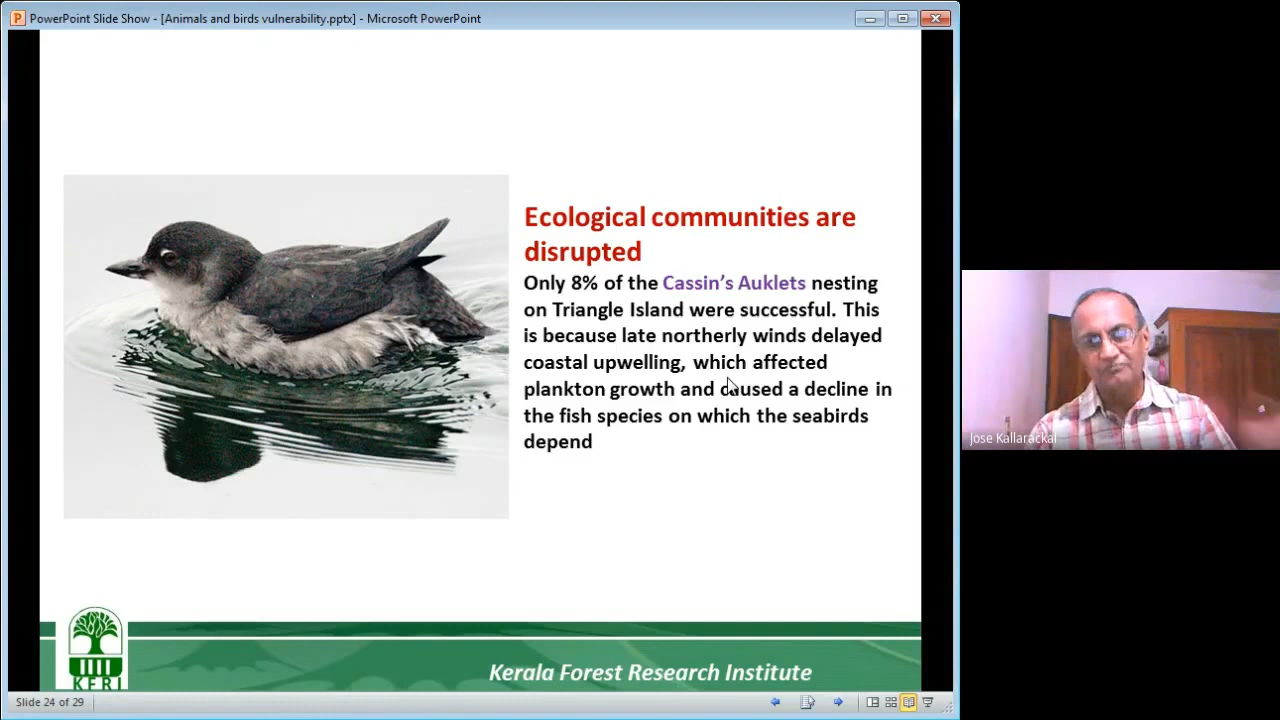 PowerPoint Slide Show - [Animals and birds vulnerability.pptx] - Microsoft PowerPoint
Ecological communities are
disrupted
Only 8% of the Cassin's Auklets nesting
on Triangle Island were successful. This
is because late northerly winds delayed
coastal upwelling, which affected
plankton growth and caused a decline in
the fish species on which the seabirds
depend
Jose Kallarackal
KFRI
Kerala Forest Research Institute
Slide 24 of 29